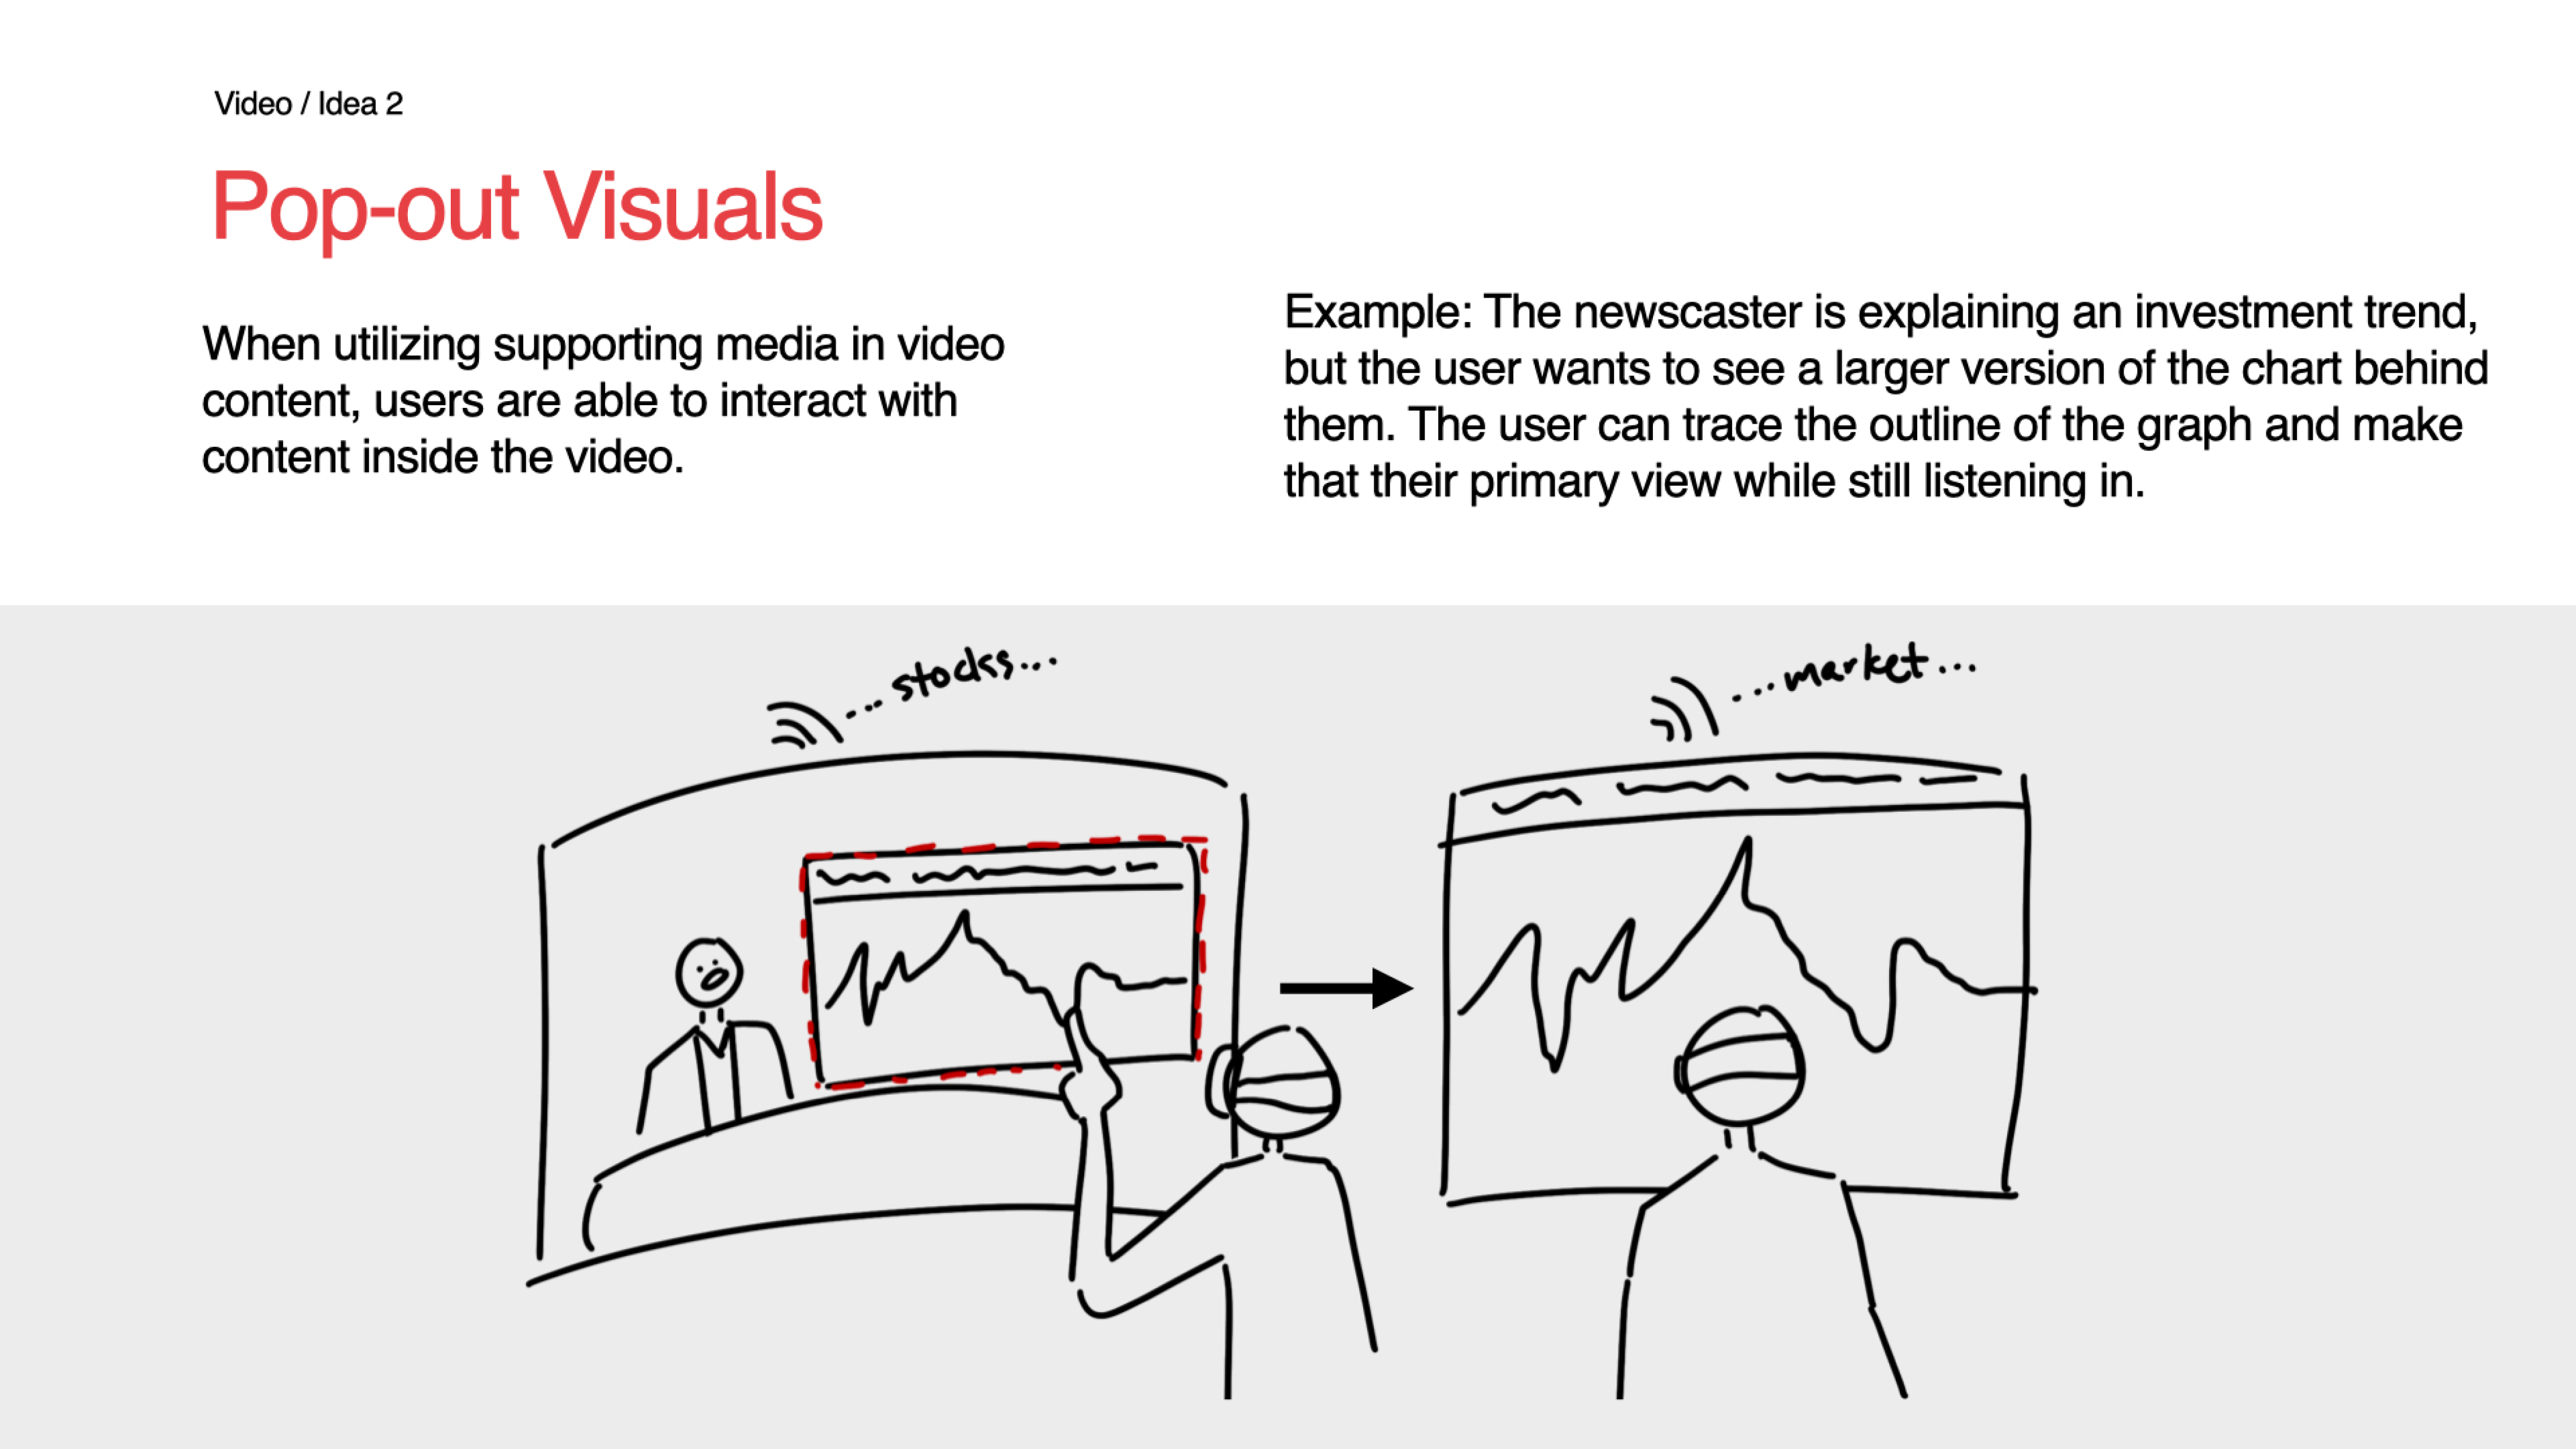 Video / Idea 2
Pop-out Visuals
When utilizing supporting media in video
content, users are able to interact with
content inside the video.
Example: The newscaster is explaining an investment trend,
but the user wants to see a larger version of the chart behind
them. The user can trace the outline of the graph and make
that their primary view while still listening in.
... stocks...
... market...